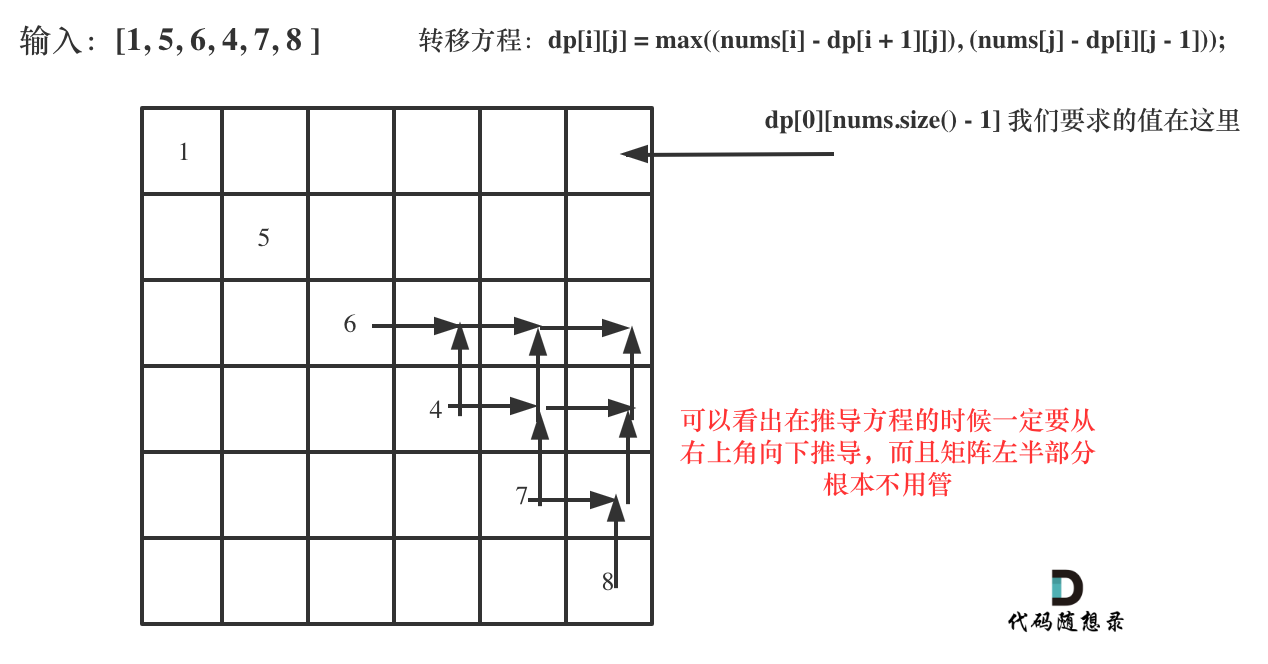 输入：[1, 5, 6, 4, 7, 8 ]
转移方程：dp[i][j] = max((nums[i] - dp[i + 1][j]), (nums[j] - dp[i][j - 1]));
dp[0][nums.size() - 1] 我们要求的值在这里
1
5
6
4
7
8
可以看出在推导方程的时候一定要从
右上角向下推导，而且矩阵左半部分
根本不用管
代码随想录